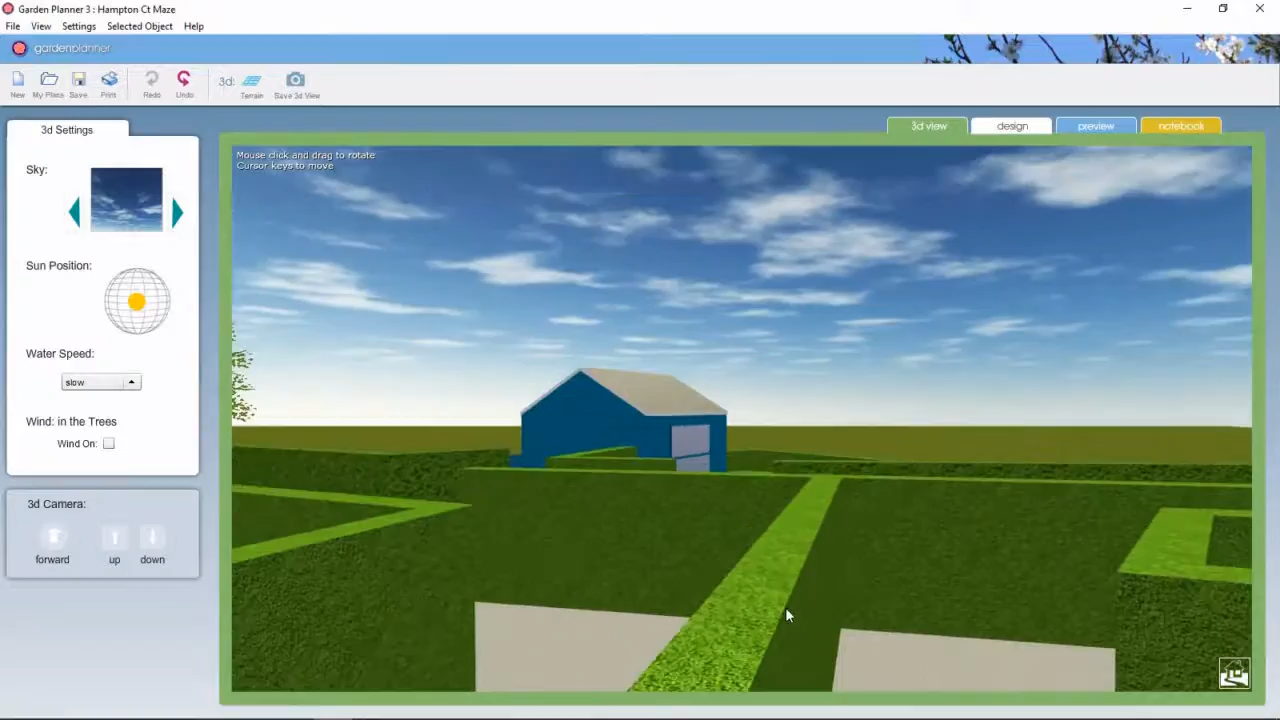 Garden Planner 3 : Hampton Ct Maze
File View Settings Selected Object Help
gardenplanner
3d:
New My Plans Save Print Redo Undo Terrain Save 3d View
3d Settings
3d view design preview notebook
Mouse click and drag to rotate
Cursor keys to move
Sky:
Sun Position:
Water Speed:
slow
Wind: in the Trees
Wind On:
3d Camera:
forward up down